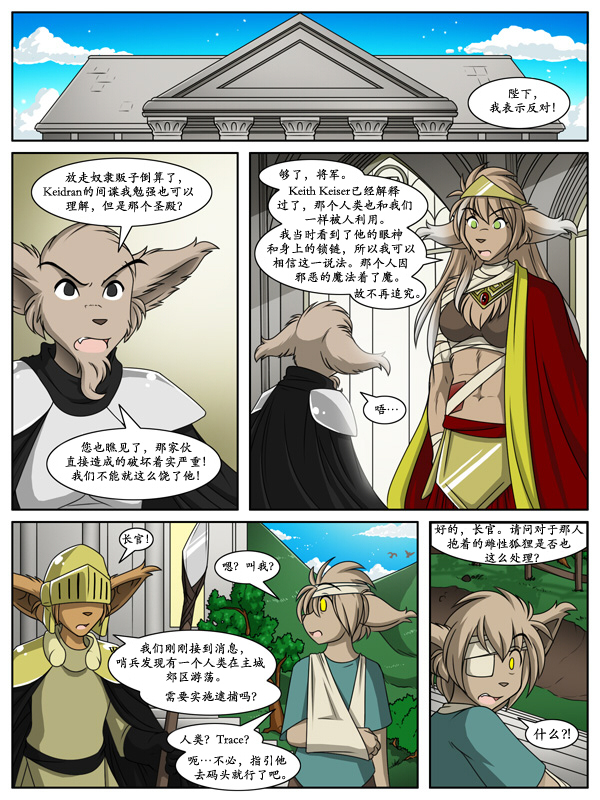 陛下，
我表示反对！
放走奴隶贩子倒算了，
Keidran的间谍我勉强也可以
理解，但是那个圣殿？
您也瞧见了，那家伙
直接造成的破坏着实严重！
我们不能就这么饶了他！
够了，将军。
Keith Keiser已经解释
过了，那个人类也和我们
一样被人利用。
我当时看到了他的眼神
和身上的锁链，所以我可以
相信这一说法。那个人因
邪恶的魔法着了魔。
故不再追究。
唔…
长官！
嗯？叫我？
我们刚刚接到消息，
哨兵发现有一个人类在主城
郊区游荡。
需要实施逮捕吗？
人类？Trace？
呃…不必，指引他
去码头就行了吧。
好的，长官。请问对于那人
抱着的雌性狐狸是否也
这么处理？
什么?!